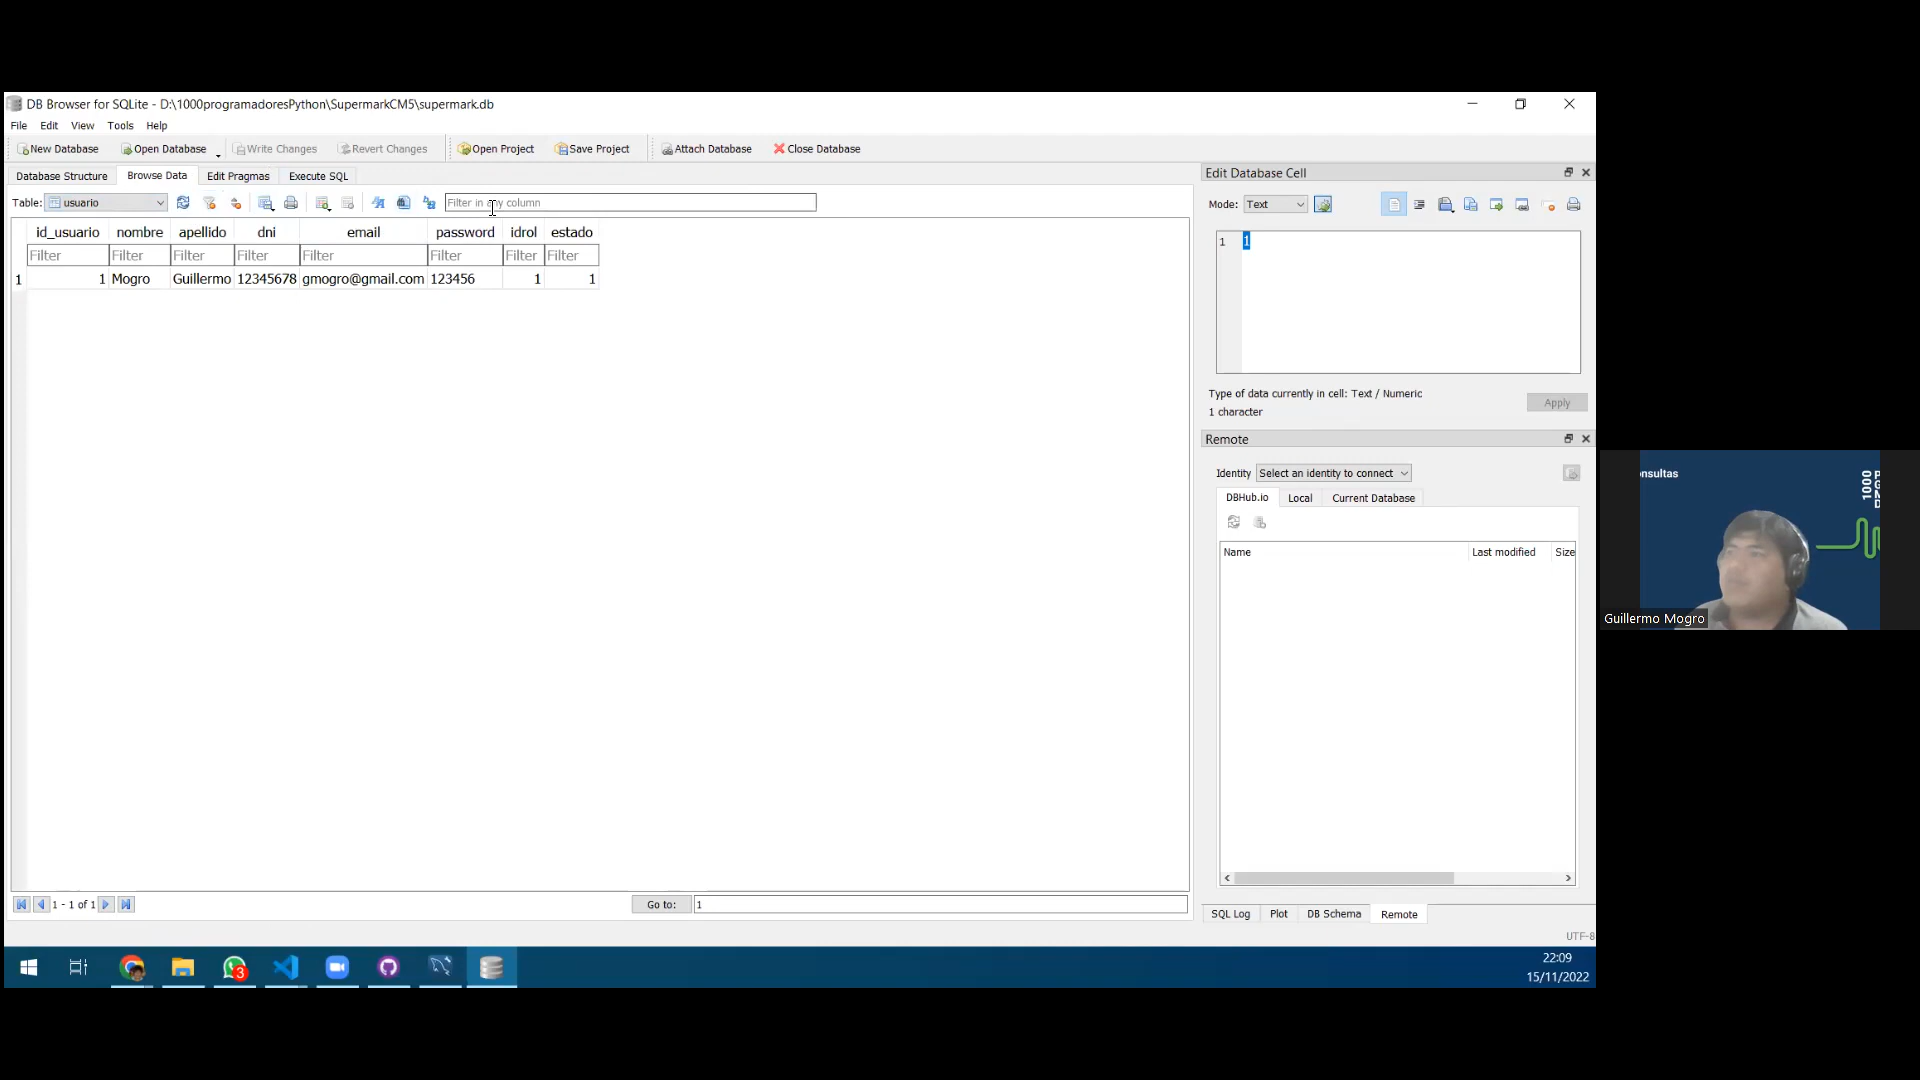 DB Browser for SQLite - D:\1000programadoresPython\SupermarkCM5\supermark.db
File Edit View Tools Help
New Database Open Database Write Changes Revert Changes Open Project Save Project Attach Database Close Database
Database Structure Browse Data Edit Pragmas Execute SQL
Table: usuario Filter in any column
id_usuario nombre apellido dni email password idrol estado
Filter Filter Filter Filter Filter Filter Filter Filter
1 1 Mogro Guillermo 12345678 gmogro@gmail.com 123456 1 1
1 - 1 of 1 Go to: 1
Edit Database Cell
Mode: Text
1 1
Type of data currently in cell: Text / Numeric
1 character
Apply
Remote
Identity Select an identity to connect
DBHub.io Local Current Database
Name Last modified Size
SQL Log Plot DB Schema Remote
UTF-8
3
22:09
15/11/2022
nsultas
1000
Guillermo Mogro